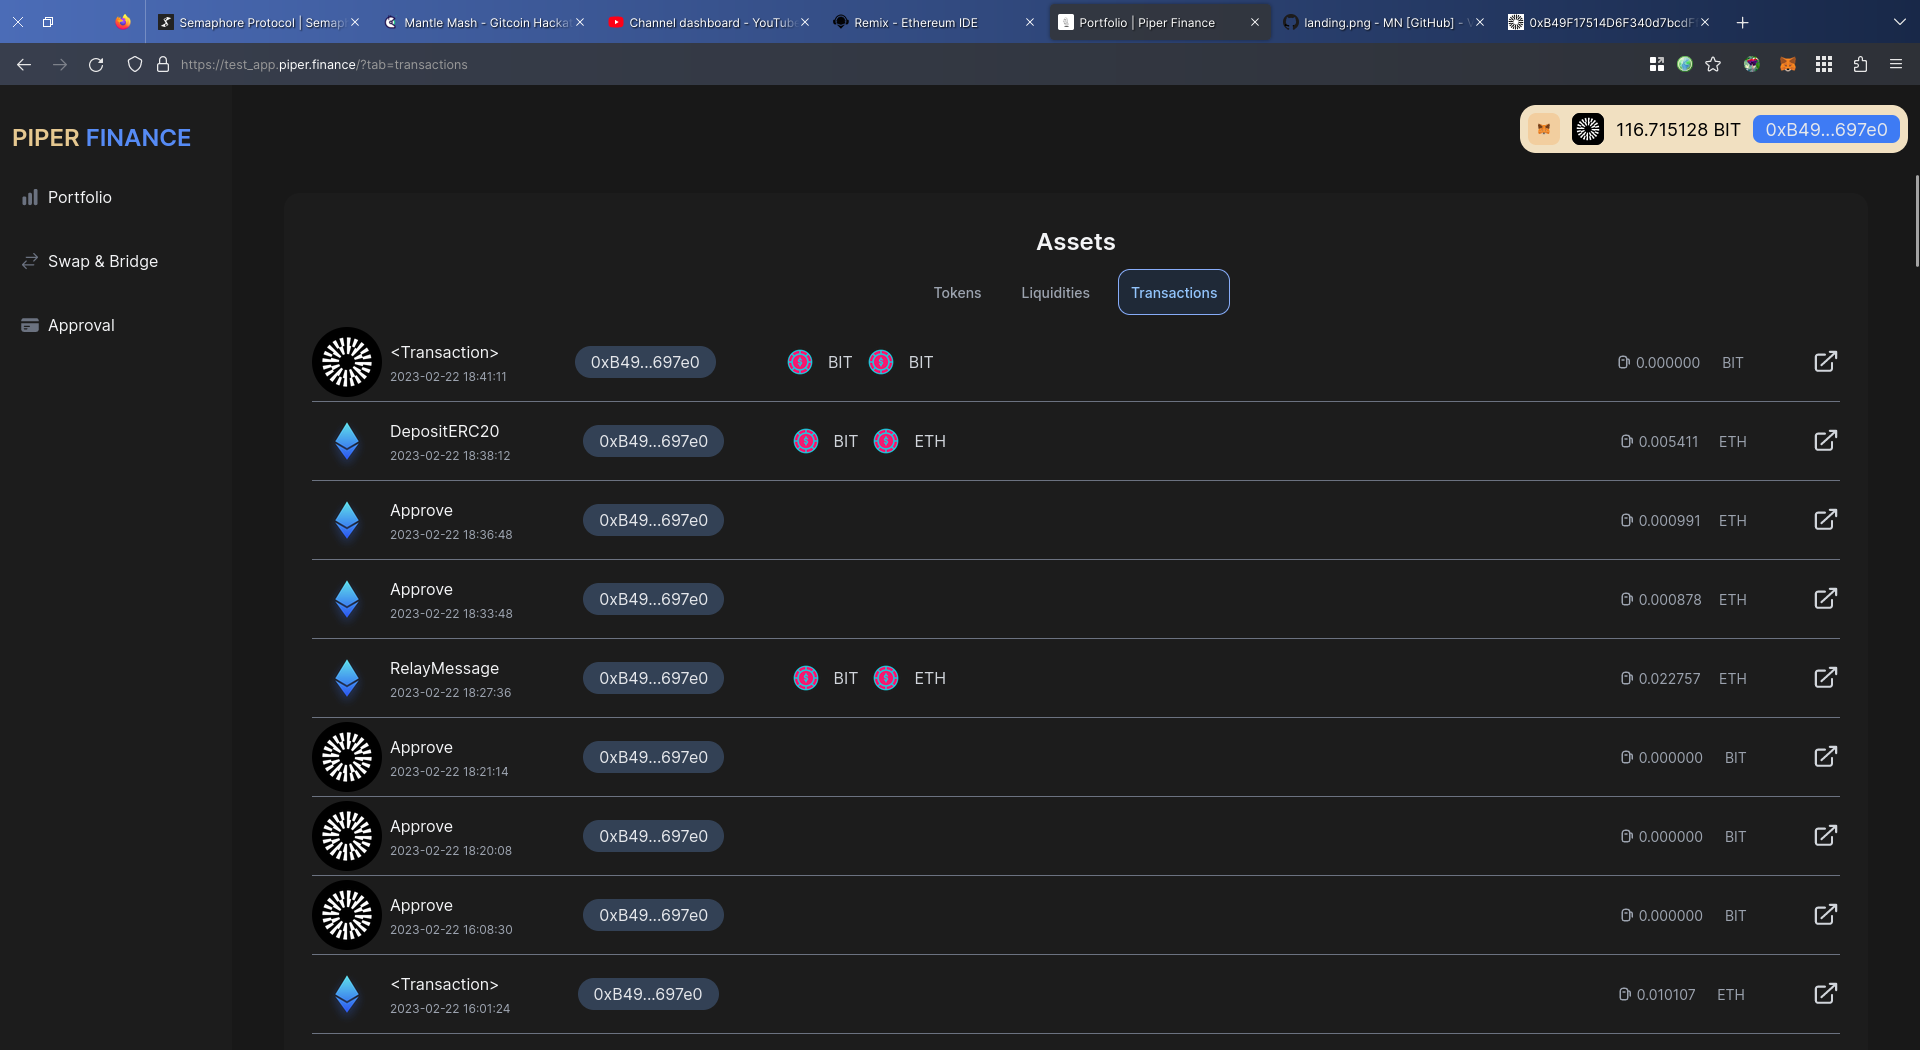 Semaphore Protocol | Semap
Mantle Mash - Gitcoin Hacka
Channel dashboard - YouTub
Remix - Ethereum IDE
Portfolio | Piper Finance
landing.png - MN [GitHub] -
0xB49F17514D6F340d7bcdF
https://test_app.piper.finance/?tab=transactions
PIPER FINANCE
116.715128 BIT 0xB49...697e0
Portfolio
Swap & Bridge
Approval
Assets
Tokens Liquidities Transactions
<Transaction> 0xB49...697e0 BIT BIT 0.000000 BIT
2023-02-22 18:41:11
DepositERC20 0xB49...697e0 BIT ETH 0.005411 ETH
2023-02-22 18:38:12
Approve 0xB49...697e0 0.000991 ETH
2023-02-22 18:36:48
Approve 0xB49...697e0 0.000878 ETH
2023-02-22 18:33:48
RelayMessage 0xB49...697e0 BIT ETH 0.022757 ETH
2023-02-22 18:27:36
Approve 0xB49...697e0 0.000000 BIT
2023-02-22 18:21:14
Approve 0xB49...697e0 0.000000 BIT
2023-02-22 18:20:08
Approve 0xB49...697e0 0.000000 BIT
2023-02-22 16:08:30
<Transaction> 0xB49...697e0 0.010107 ETH
2023-02-22 16:01:24